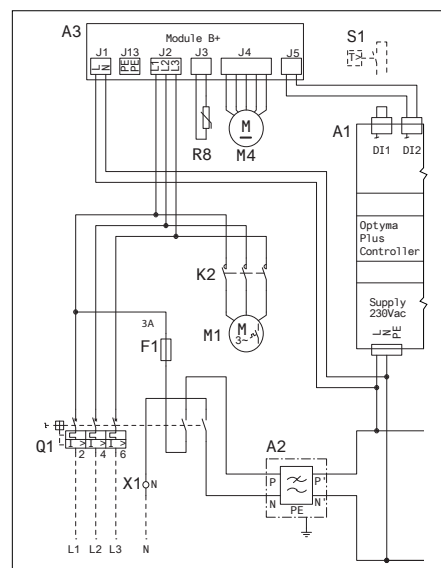 A3
Module B+
J1
J13
J2
J3
J4
J5
L
N
PE
PE
L1
L2
L3
S1
T>
R8
M
M4
A1
DI1
DI2
Optyma
Plus
Controller
Supply
230Vac
L
N
PE
K2
M1
M
3~
3A
F1
Q1
I >
I >
I >
2
4
6
X1
N
A2
P
P'
N
N'
PE
L1
L2
L3
N